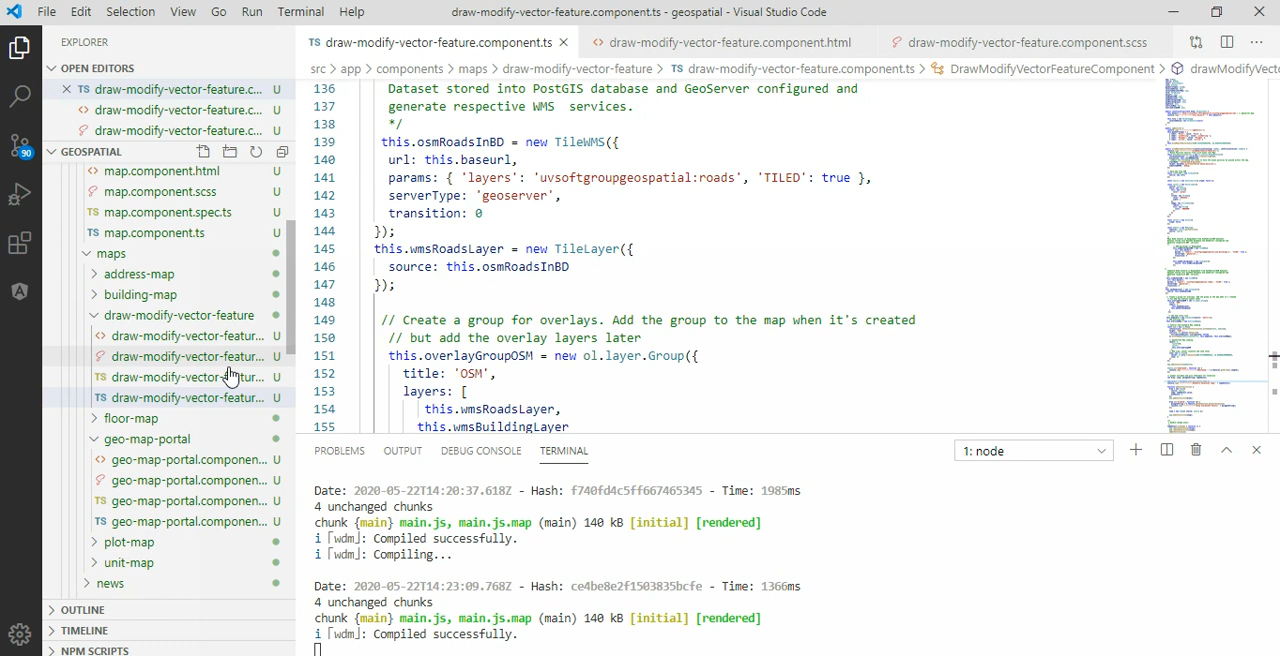 File Edit Selection View Go Run Terminal Help draw-modify-vector-feature.component.ts - geospatial - Visual Studio Code
EXPLORER
OPEN EDITORS
TS draw-modify-vector-feature.c... U
<> draw-modify-vector-feature.c... U
draw-modify-vector-feature.c... U
GEOSPATIAL
90
<> map.component.html U
map.component.scss U
TS map.component.spec.ts U
TS map.component.ts U
maps
address-map
building-map
draw-modify-vector-feature
<> draw-modify-vector-featur... U
draw-modify-vector-featur... U
TS draw-modify-vector-featur... U
TS draw-modify-vector-featur... U
floor-map
geo-map-portal
<> geo-map-portal.componen... U
geo-map-portal.componen... U
TS geo-map-portal.componen... U
TS geo-map-portal.componen... U
plot-map
unit-map
news
OUTLINE
TIMELINE
NPM SCRIPTS
TS draw-modify-vector-feature.component.ts
<> draw-modify-vector-feature.component.html
draw-modify-vector-feature.component.scss
src > app > components > maps > draw-modify-vector-feature > TS draw-modify-vector-feature.component.ts > DrawModifyVectorFeatureComponent > drawModifyVect
136 Dataset stored into PostGIS database and GeoServer configured and
137 generate respective WMS services.
138 */
139 this.osmRoadsInBD = new TileWMS({
140 url: this.baseUrl,
141 params: { 'uvsoftgroupgeoportal:roads', 'TILED': true },
142 serverType: 'geoserver',
143 transition: 0
144 });
145 this.wmsRoadsLayer = new TileLayer({
146 source: this.osmRoadsInBD
147 });
148
149 // Create a group for overlays. Add the group to the map when it's created
150 // but add the overlay layers later
151 this.overlayGroupOSM = new ol.layer.Group({
152 title: 'OSM',
153 layers: [
154 this.wmsRoadsLayer,
155 this.wmsBuildingLayer
PROBLEMS OUTPUT DEBUG CONSOLE TERMINAL 1: node
Date: 2020-05-22T14:20:37.618Z - Hash: f740fd4c5ff667465345 - Time: 1985ms
4 unchanged chunks
chunk {main} main.js, main.js.map (main) 140 kB [initial] [rendered]
i ｢wdm｣: Compiled successfully.
i ｢wdm｣: Compiling...
Date: 2020-05-22T14:23:09.768Z - Hash: ce4be8e2f1503835bcfe - Time: 1366ms
4 unchanged chunks
chunk {main} main.js, main.js.map (main) 140 kB [initial] [rendered]
i ｢wdm｣: Compiled successfully.